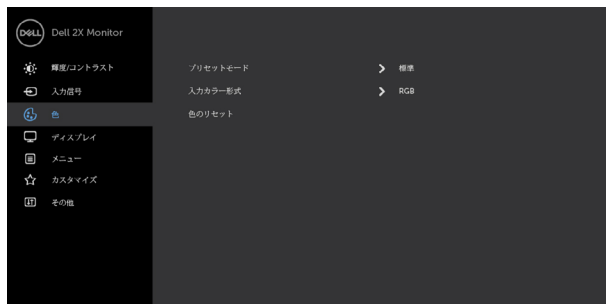 DELL Dell 2X Monitor
輝度/コントラスト
プリセットモード 標準
入力信号
入力カラー形式 RGB
色
色のリセット
ディスプレイ
メニュー
カスタマイズ
その他